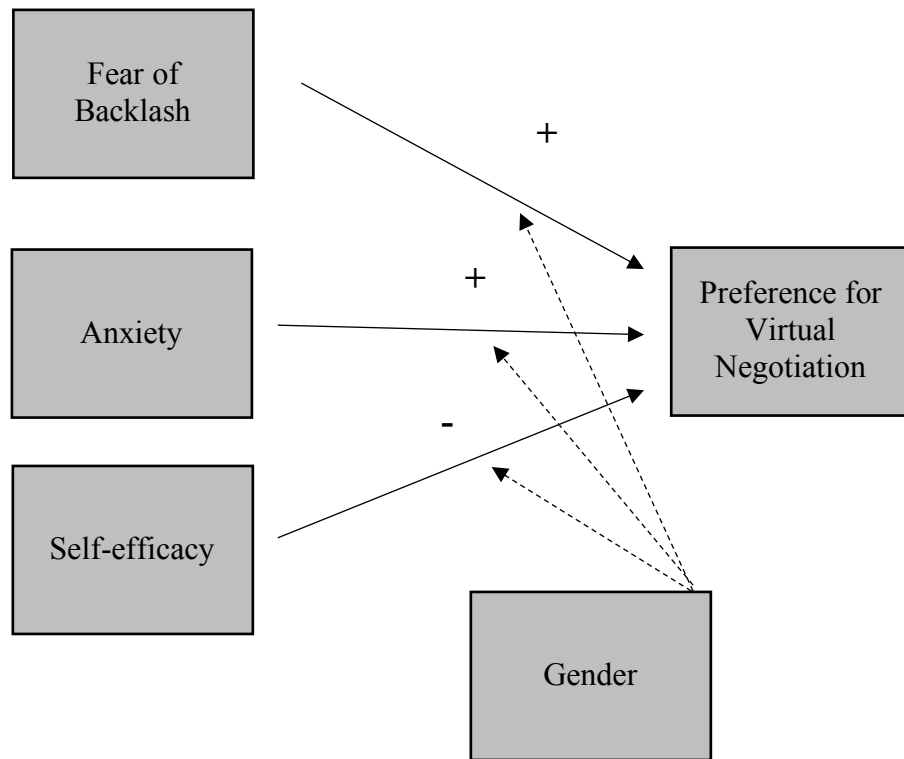 Fear of
Backlash
+
Anxiety
+
Preference for
Virtual
Negotiation
-
Self-efficacy
Gender